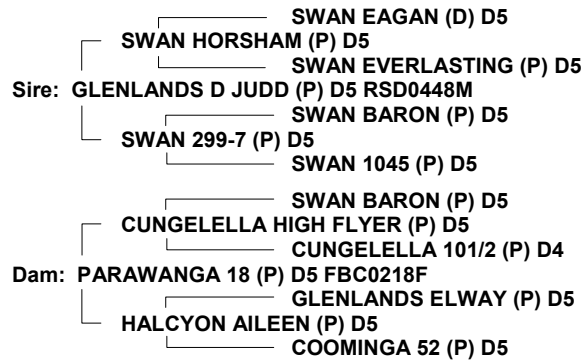 SWAN EAGAN (D) D5
SWAN HORSHAM (P) D5
SWAN EVERLASTING (P) D5
Sire: GLENLANDS D JUDD (P) D5 RSD0448M
SWAN BARON (P) D5
SWAN 299-7 (P) D5
SWAN 1045 (P) D5
SWAN BARON (P) D5
CUNGELELLA HIGH FLYER (P) D5
CUNGELELLA 101/2 (P) D4
Dam: PARAWANGA 18 (P) D5 FBC0218F
GLENLANDS ELWAY (P) D5
HALCYON AILEEN (P) D5
COOMINGA 52 (P) D5